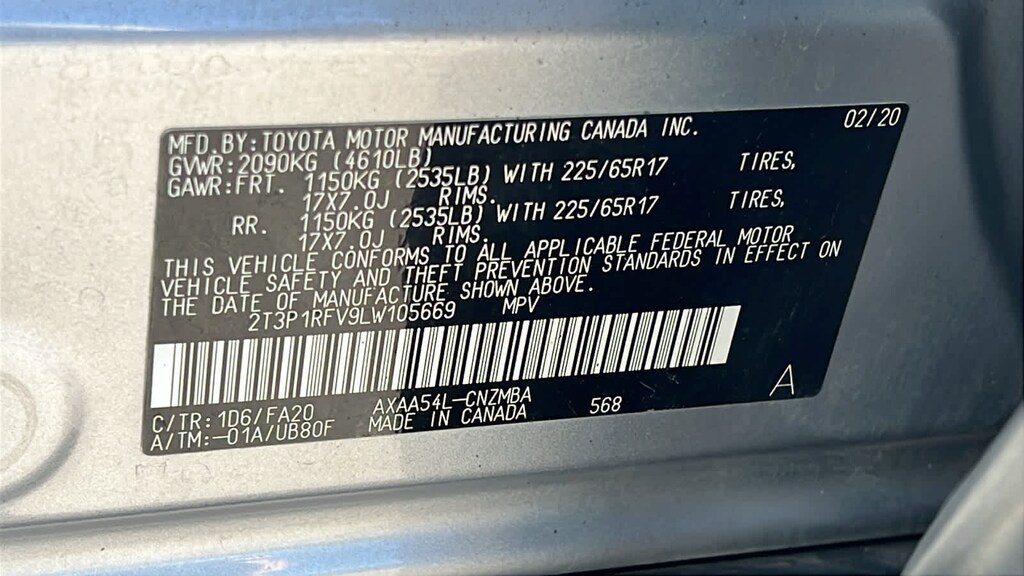 MFD.BY:TOYOTA MOTOR MANUFACTURING CANADA INC. 02/20
GVWR:2090KG (4610LB)
GAWR:FRT. 1150KG (2535LB) WITH 225/65R17 TIRES,
17X7.0J RIMS.
RR. 1150KG (2535LB) WITH 225/65R17 TIRES,
17X7.0J RIMS.
THIS VEHICLE CONFORMS TO ALL APPLICABLE FEDERAL MOTOR
VEHICLE SAFETY AND THEFT PREVENTION STANDARDS IN EFFECT ON
THE DATE OF MANUFACTURE SHOWN ABOVE.
2T3P1RFV9LW105669 MPV
C/TR:1D6/FA20 AXAA54L-CNZMBA 568 A
A/TM:-01A/UB80F MADE IN CANADA